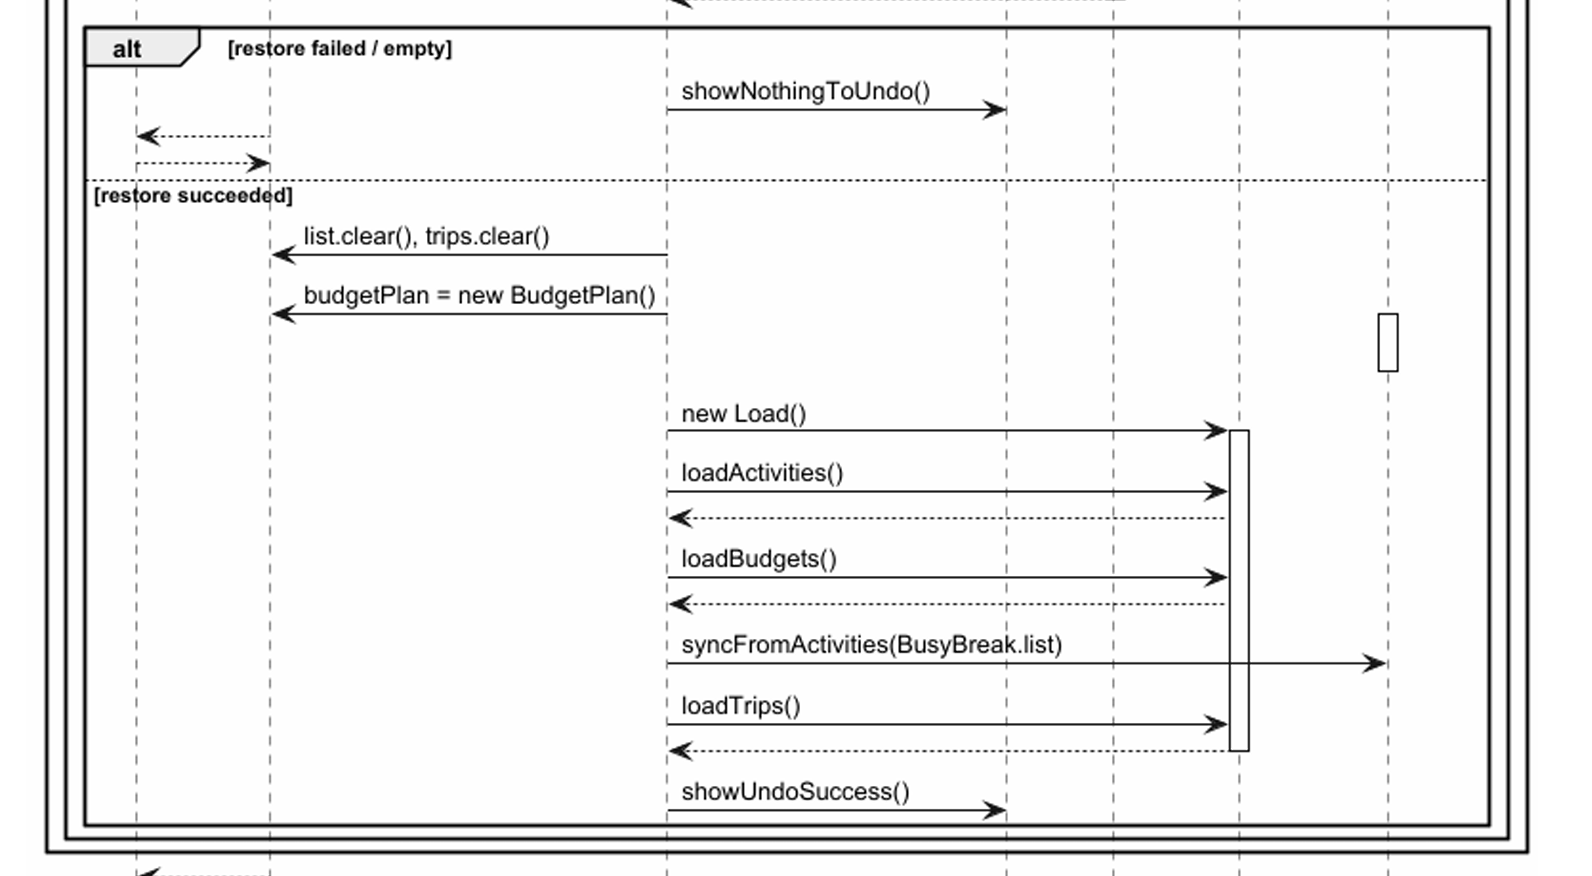 alt [restore failed / empty]
showNothingToUndo()
[restore succeeded]
list.clear(), trips.clear()
budgetPlan = new BudgetPlan()
new Load()
loadActivities()
loadBudgets()
syncFromActivities(BusyBreak.list)
loadTrips()
showUndoSuccess()